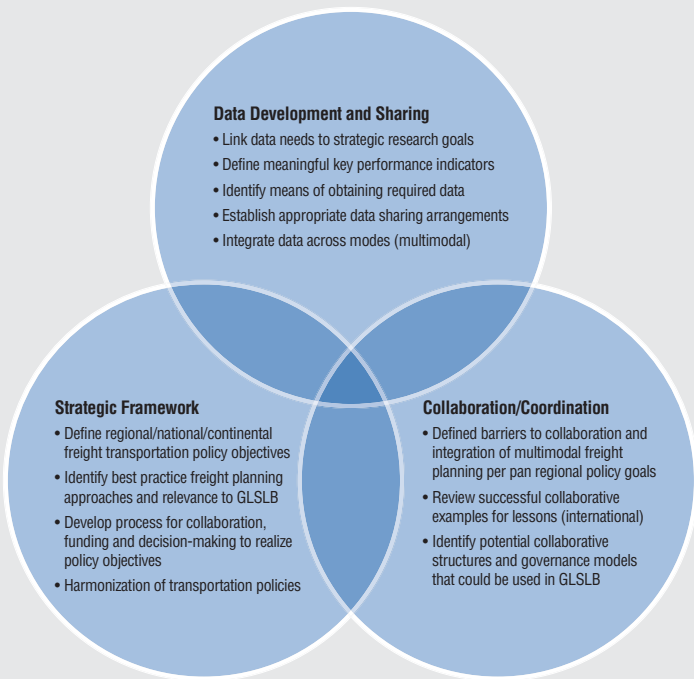 Data Development and Sharing
• Link data needs to strategic research goals
• Define meaningful key performance indicators
• Identify means of obtaining required data
• Establish appropriate data sharing arrangements
• Integrate data across modes (multimodal)
Strategic Framework
• Define regional/national/continental
freight transportation policy objectives
• Identify best practice freight planning
approaches and relevance to GLSLB
• Develop process for collaboration,
funding and decision-making to realize
policy objectives
• Harmonization of transportation policies
Collaboration/Coordination
• Defined barriers to collaboration and
integration of multimodal freight
planning per pan regional policy goals
• Review successful collaborative
examples for lessons (international)
• Identify potential collaborative
structures and governance models
that could be used in GLSLB